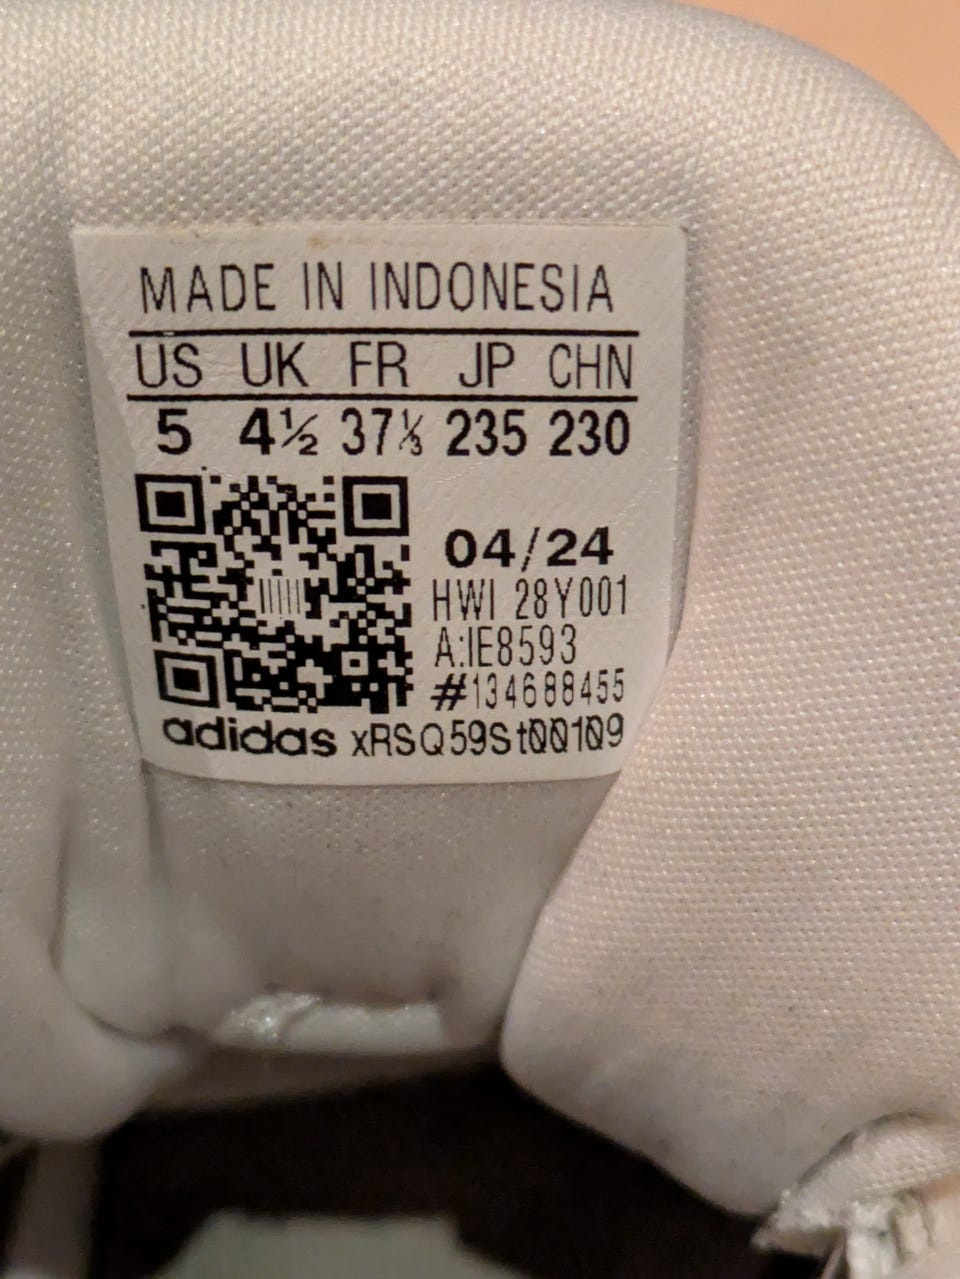 MADE IN INDONESIA
US UK FR JP CHN
5 4½ 37⅓ 235 230
04/24
HWI 28Y001
A:IE8593
#134688455
adidas xRSQ59St00109